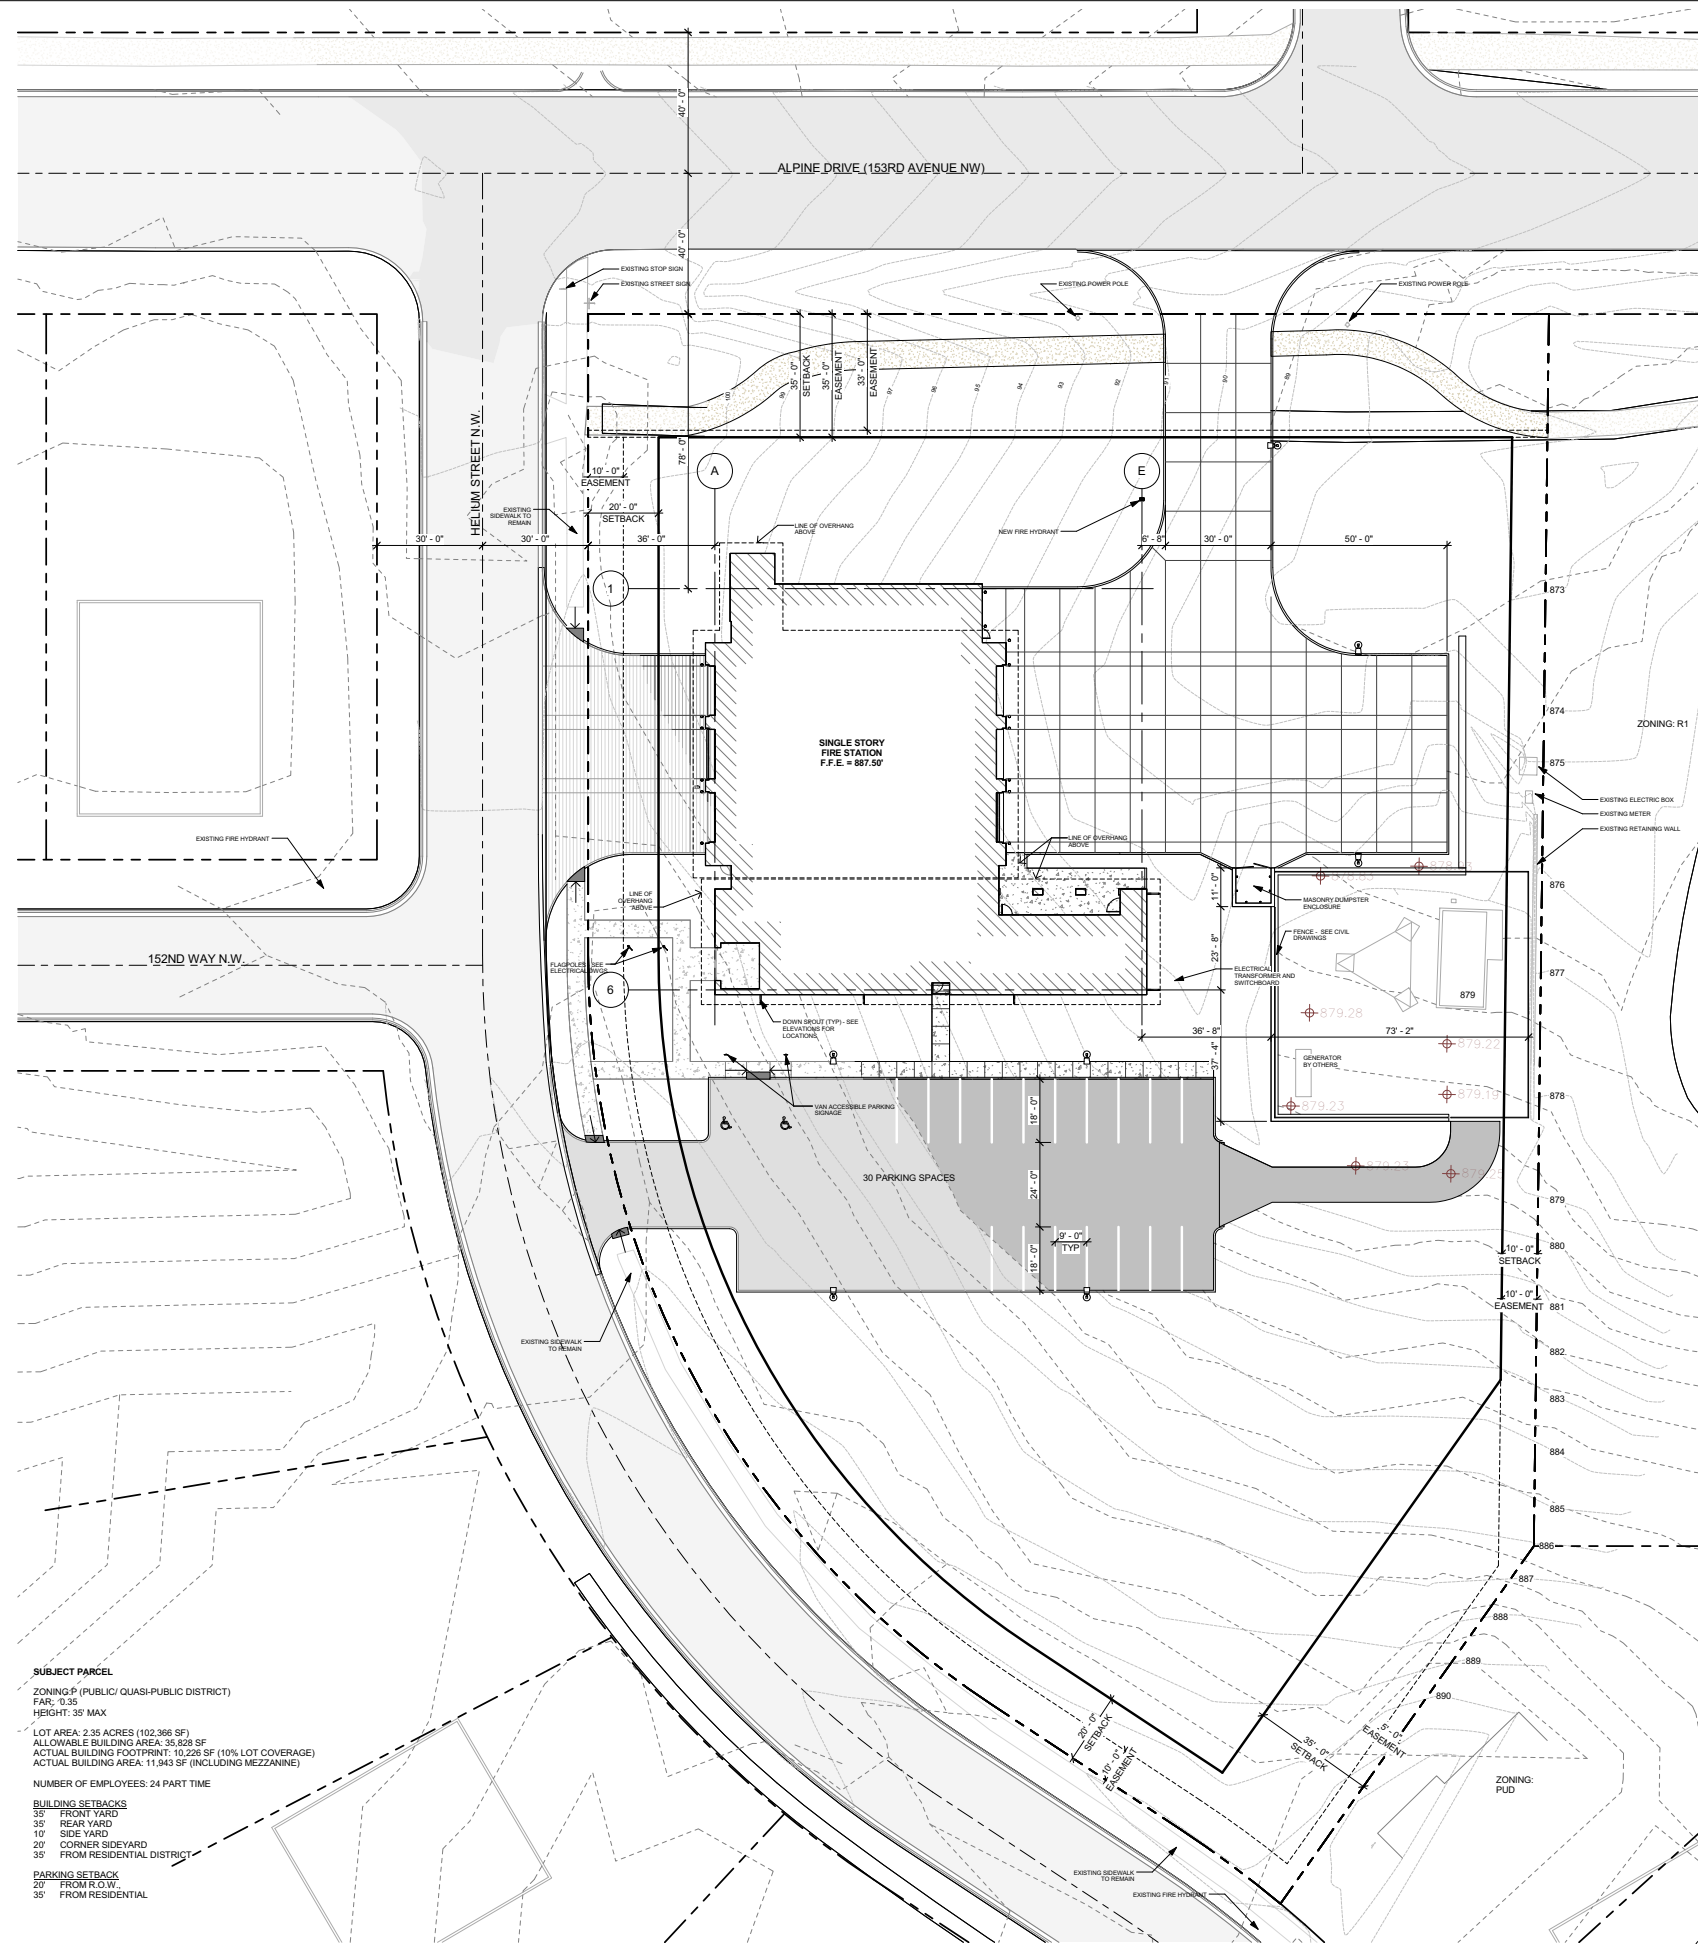 40' - 0"
ALPINE DRIVE (153RD AVENUE NW)
40' - 0"
EXISTING STOP SIGN
EXISTING STREET SIGN
EXISTING POWER POLE
EXISTING POWER POLE
35' - 0"
SETBACK
35' - 0"
EASEMENT
33' - 0"
EASEMENT
100
99
97
96
95
94
93
92
91
90
89
HELIUM STREET N.W.
78' - 0"
A
E
10' - 0"
EASEMENT
20' - 0"
SETBACK
EXISTING
SIDEWALK TO
REMAIN
LINE OF OVERHANG
ABOVE
NEW FIRE HYDRANT
30' - 0"
30' - 0"
36' - 0"
6' - 8"
30' - 0"
50' - 0"
1
873
874
ZONING: R1
SINGLE STORY
FIRE STATION
F.F.E. = 887.50'
875
EXISTING ELECTRIC BOX
EXISTING METER
EXISTING RETAINING WALL
EXISTING FIRE HYDRANT
LINE OF OVERHANG
ABOVE
876
LINE OF
OVERHANG
ABOVE
11' - 0"
MASONRY DUMPSTER
ENCLOSURE
FENCE - SEE CIVIL
DRAWINGS
23' - 8"
152ND WAY N.W.
FLAGPOLES - SEE
ELECTRICAL DWGS
ELECTRICAL
TRANSFORMER AND
SWITCHBOARD
877
6
879
879.28
DOWN SPOUT (TYP) - SEE
ELEVATIONS FOR
LOCATIONS
36' - 8"
73' - 2"
37' - 4"
879.22
GENERATOR
BY OTHERS
879.19
878
879.23
VAN ACCESSIBLE PARKING
SIGNAGE
18' - 0"
30 PARKING SPACES
24' - 0"
879
9' - 0"
TYP
18' - 0"
880
10' - 0"
SETBACK
10' - 0"
EASEMENT
881
EXISTING SIDEWALK
TO REMAIN
882
883
884
885
886
887
888
889
890
20' - 0"
SETBACK
10' - 0"
EASEMENT
35' - 0"
SETBACK
5' - 0"
EASEMENT
ZONING:
PUD
EXISTING SIDEWALK
TO REMAIN
EXISTING FIRE HYDRANT
SUBJECT PARCEL
ZONING:P (PUBLIC/ QUASI-PUBLIC DISTRICT)
FAR: 0.35
HEIGHT: 35' MAX
LOT AREA: 2.35 ACRES (102,366 SF)
ALLOWABLE BUILDING AREA: 35,828 SF
ACTUAL BUILDING FOOTPRINT: 10,226 SF (10% LOT COVERAGE)
ACTUAL BUILDING AREA: 11,943 SF (INCLUDING MEZZANINE)
NUMBER OF EMPLOYEES: 24 PART TIME
BUILDING SETBACKS
35' FRONT YARD
35' REAR YARD
10' SIDE YARD
20' CORNER SIDEYARD
35' FROM RESIDENTIAL DISTRICT
PARKING SETBACK
20' FROM R.O.W.,
35' FROM RESIDENTIAL